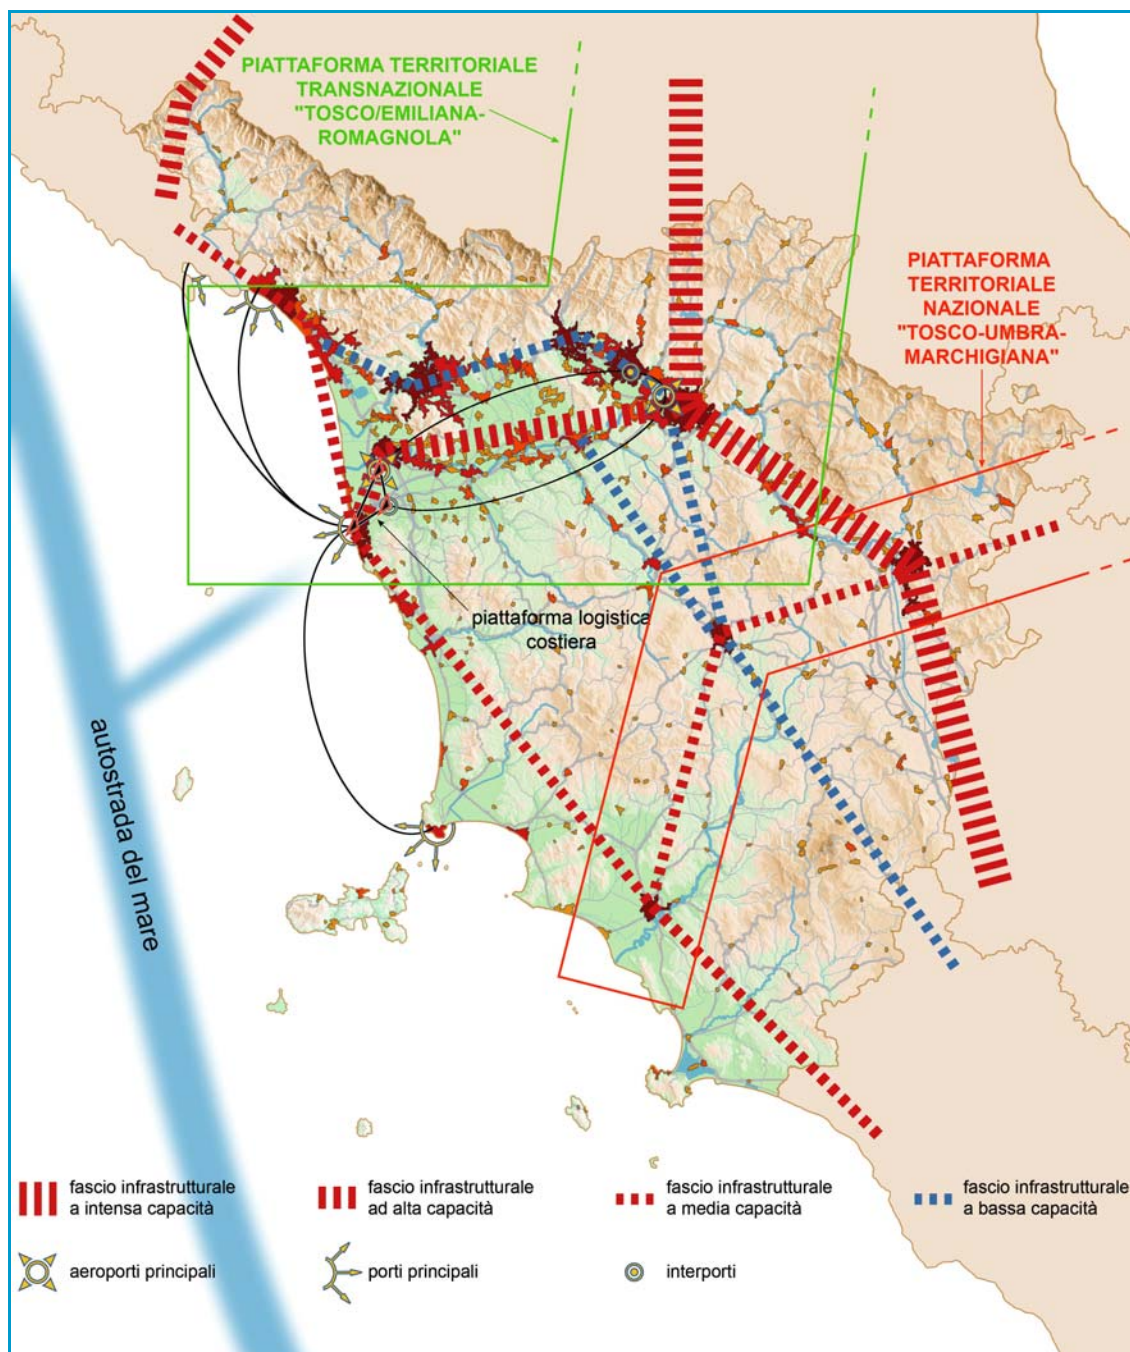 PIATTAFORMA TERRITORIALE
TRANSNAZIONALE
"TOSCO/EMILIANA-
ROMAGNOLA"
PIATTAFORMA
TERRITORIALE
NAZIONALE
"TOSCO-UMBRA-
MARCHIGIANA"
piattaforma logistica
costiera
autostrada del mare
fascio infrastrutturale
a intensa capacità
fascio infrastrutturale
ad alta capacità
fascio infrastrutturale
a media capacità
fascio infrastrutturale
a bassa capacità
aeroporti principali
porti principali
interporti